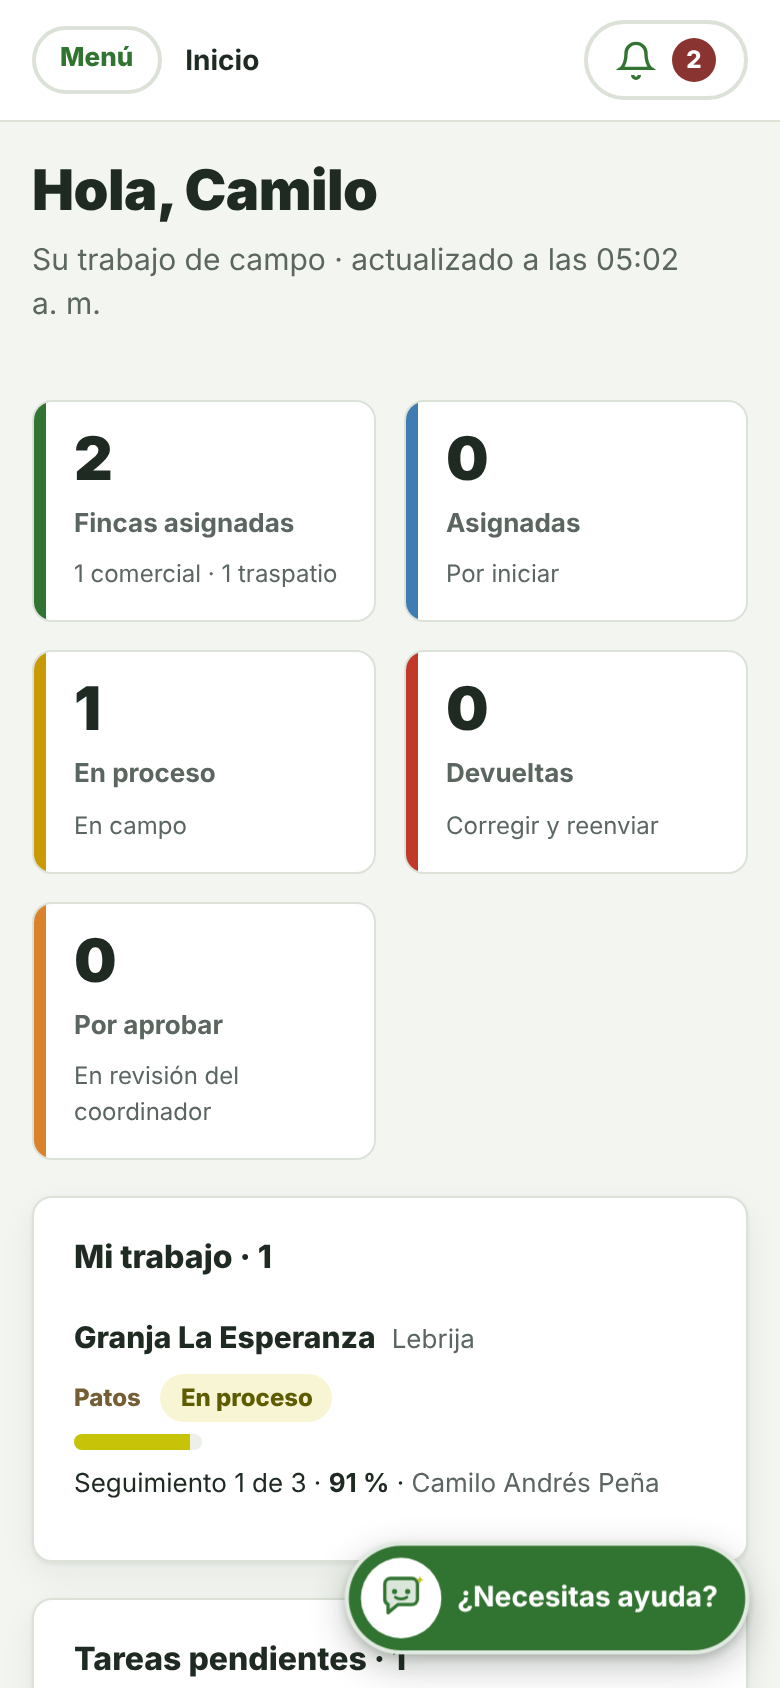 Menú
Inicio
2
Hola, Camilo
Su trabajo de campo · actualizado a las 05:02
a. m.
2
Fincas asignadas
1 comercial · 1 traspatio
0
Asignadas
Por iniciar
1
En proceso
En campo
0
Devueltas
Corregir y reenviar
0
Por aprobar
En revisión del
coordinador
Mi trabajo · 1
Granja La Esperanza Lebrija
Patos En proceso
Seguimiento 1 de 3 · 91 % · Camilo Andrés Peña
¿Necesitas ayuda?
Tareas pendientes · 1